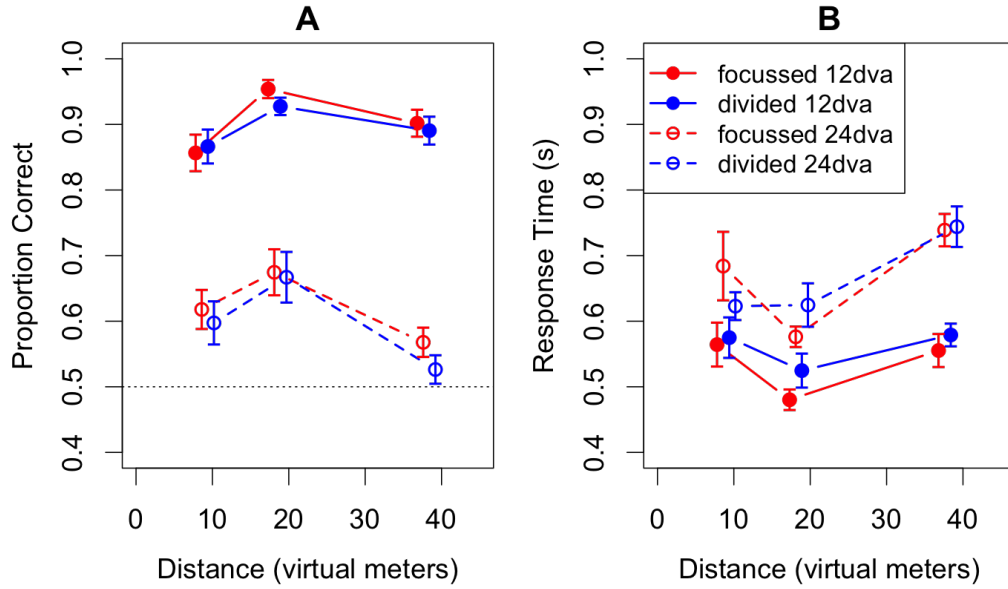 A
Proportion Correct
1.0
0.9
0.8
0.7
0.6
0.5
0.4
0 10 20 30 40
Distance (virtual meters)
B
Response Time (s)
1.0
0.9
0.8
0.7
0.6
0.5
0.4
focussed 12dva
divided 12dva
focussed 24dva
divided 24dva
0 10 20 30 40
Distance (virtual meters)